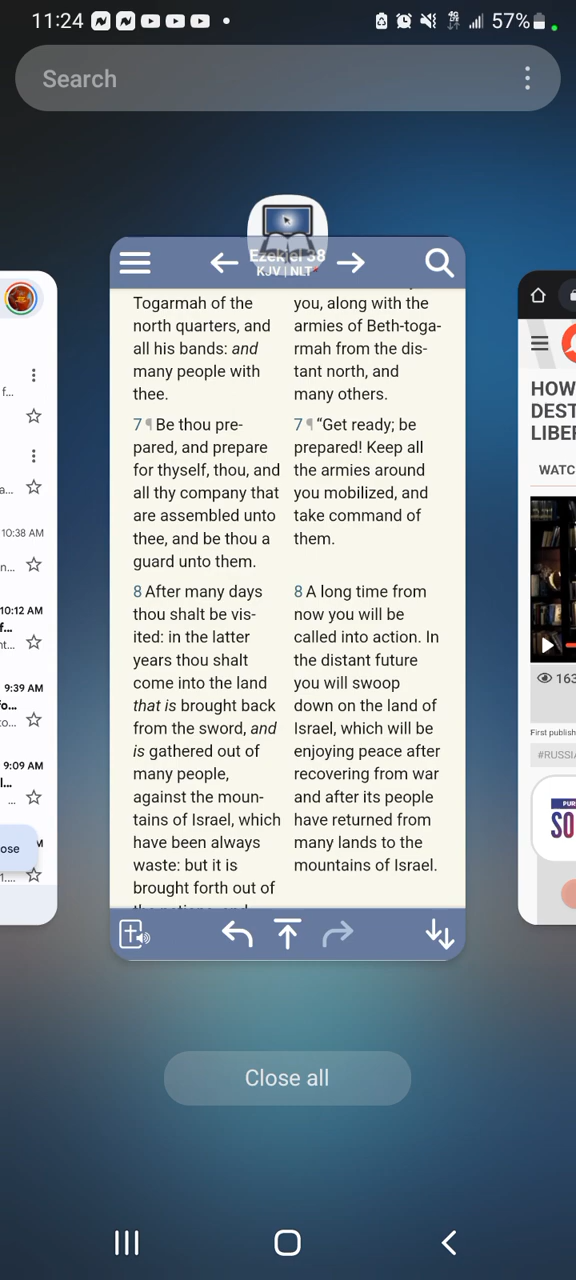 11:24
57%
Search
Ezekiel 38
KJV | NLT
Togarmah of the
north quarters, and
all his bands: and
many people with
thee.
7 ¶ Be thou pre-
pared, and prepare
for thyself, thou, and
all thy company that
are assembled unto
thee, and be thou a
guard unto them.
8 After many days
thou shalt be vis-
ited: in the latter
years thou shalt
come into the land
that is brought back
from the sword, and
is gathered out of
many people,
against the moun-
tains of Israel, which
have been always
waste: but it is
brought forth out of
you, along with the
armies of Beth-toga-
rmah from the dis-
tant north, and
many others.
7 ¶ “Get ready; be
prepared! Keep all
the armies around
you mobilized, and
take command of
them.
8 A long time from
now you will be
called into action. In
the distant future
you will swoop
down on the land of
Israel, which will be
enjoying peace after
recovering from war
and after its people
have returned from
many lands to the
mountains of Israel.
f...
a...
10:38 AM
n...
10:12 AM
f...
nt...
9:39 AM
o...
co...
9:09 AM
l...
...
ose
M
1....
HOW
DEST
LIBER
WATC
163
First publish
#RUSSIA
PUR
SO
Close all